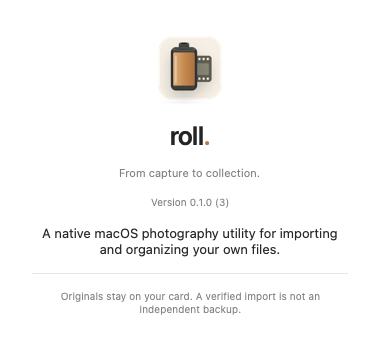 roll.
From capture to collection.
Version 0.1.0 (3)
A native macOS photography utility for importing
and organizing your own files.
Originals stay on your card. A verified import is not an
independent backup.